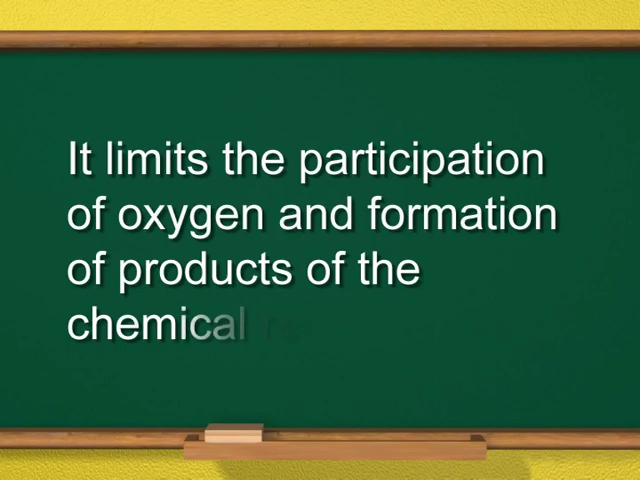 It limits the participation
of oxygen and formation
of products of the
chemical